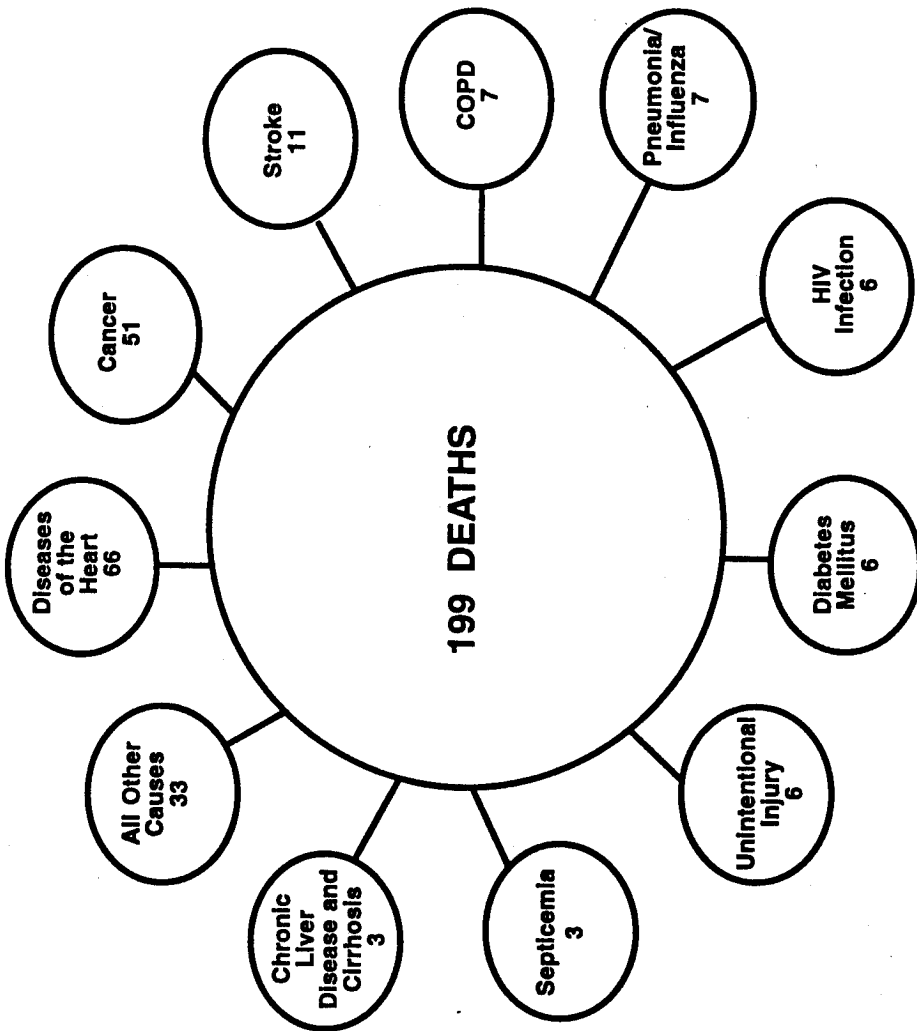 199 DEATHS
Diseases
of the
Heart
66
Cancer
51
Stroke
11
COPD
7
Pneumonia/
Influenza
7
HIV
Infection
6
Diabetes
Mellitus
6
Unintentional
Injury
6
Septicemia
3
Chronic
Liver
Disease and
Cirrhosis
3
All Other
Causes
33